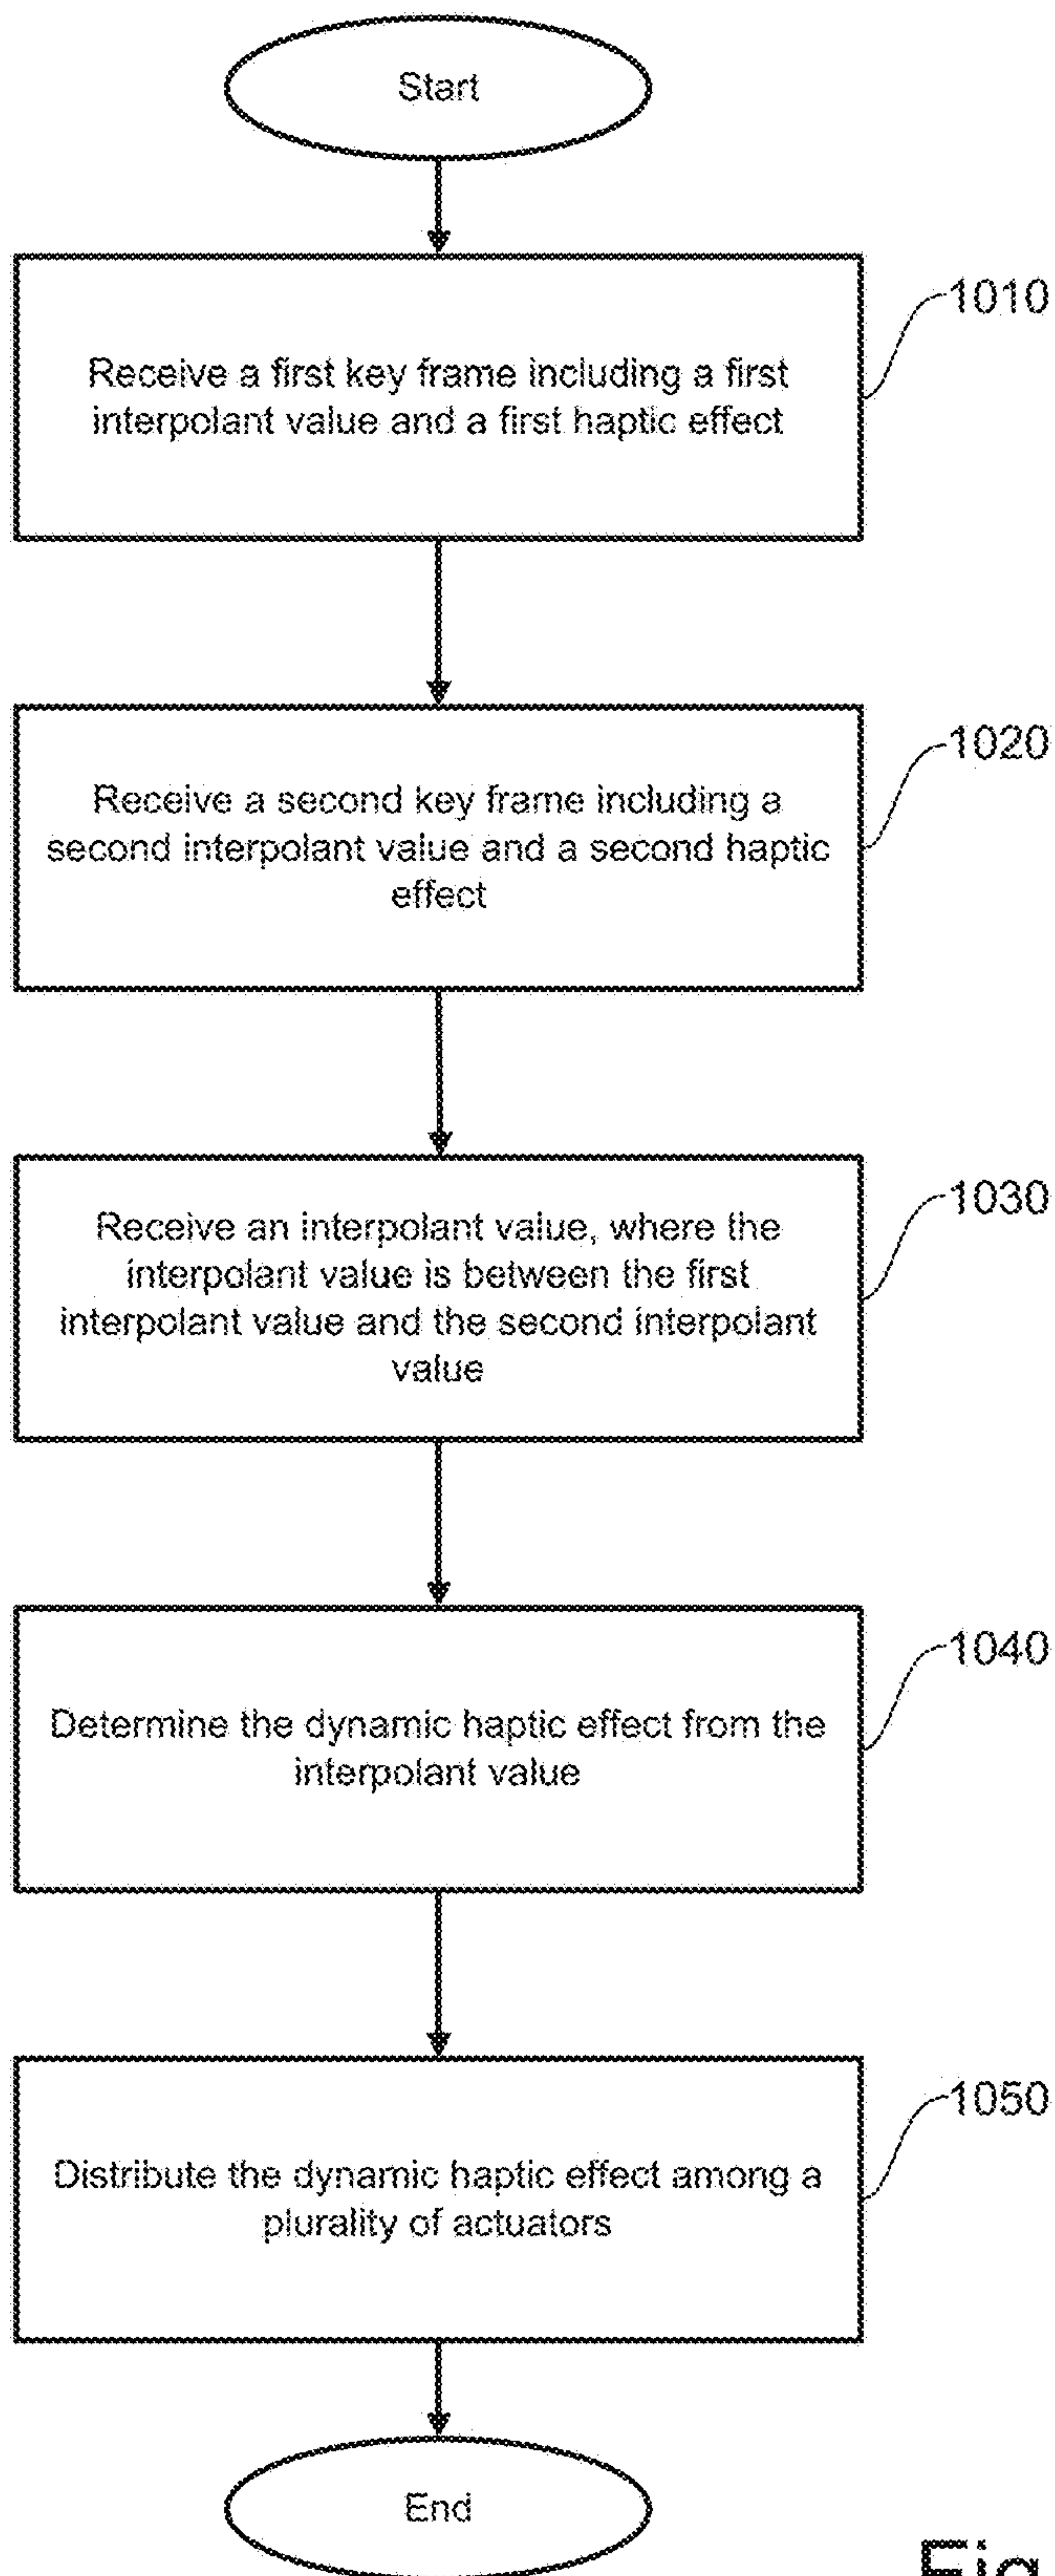 Start
1010
Receive a first key frame including a first
interpolant value and a first haptic effect
1020
Receive a second key frame including a
second interpolant value and a second haptic
effect
1030
Receive an interpolant value, where the
interpolant value is between the first
interpolant value and the second interpolant
value
1040
Determine the dynamic haptic effect from the
interpolant value
1050
Distribute the dynamic haptic effect among a
plurality of actuators
End
Fig